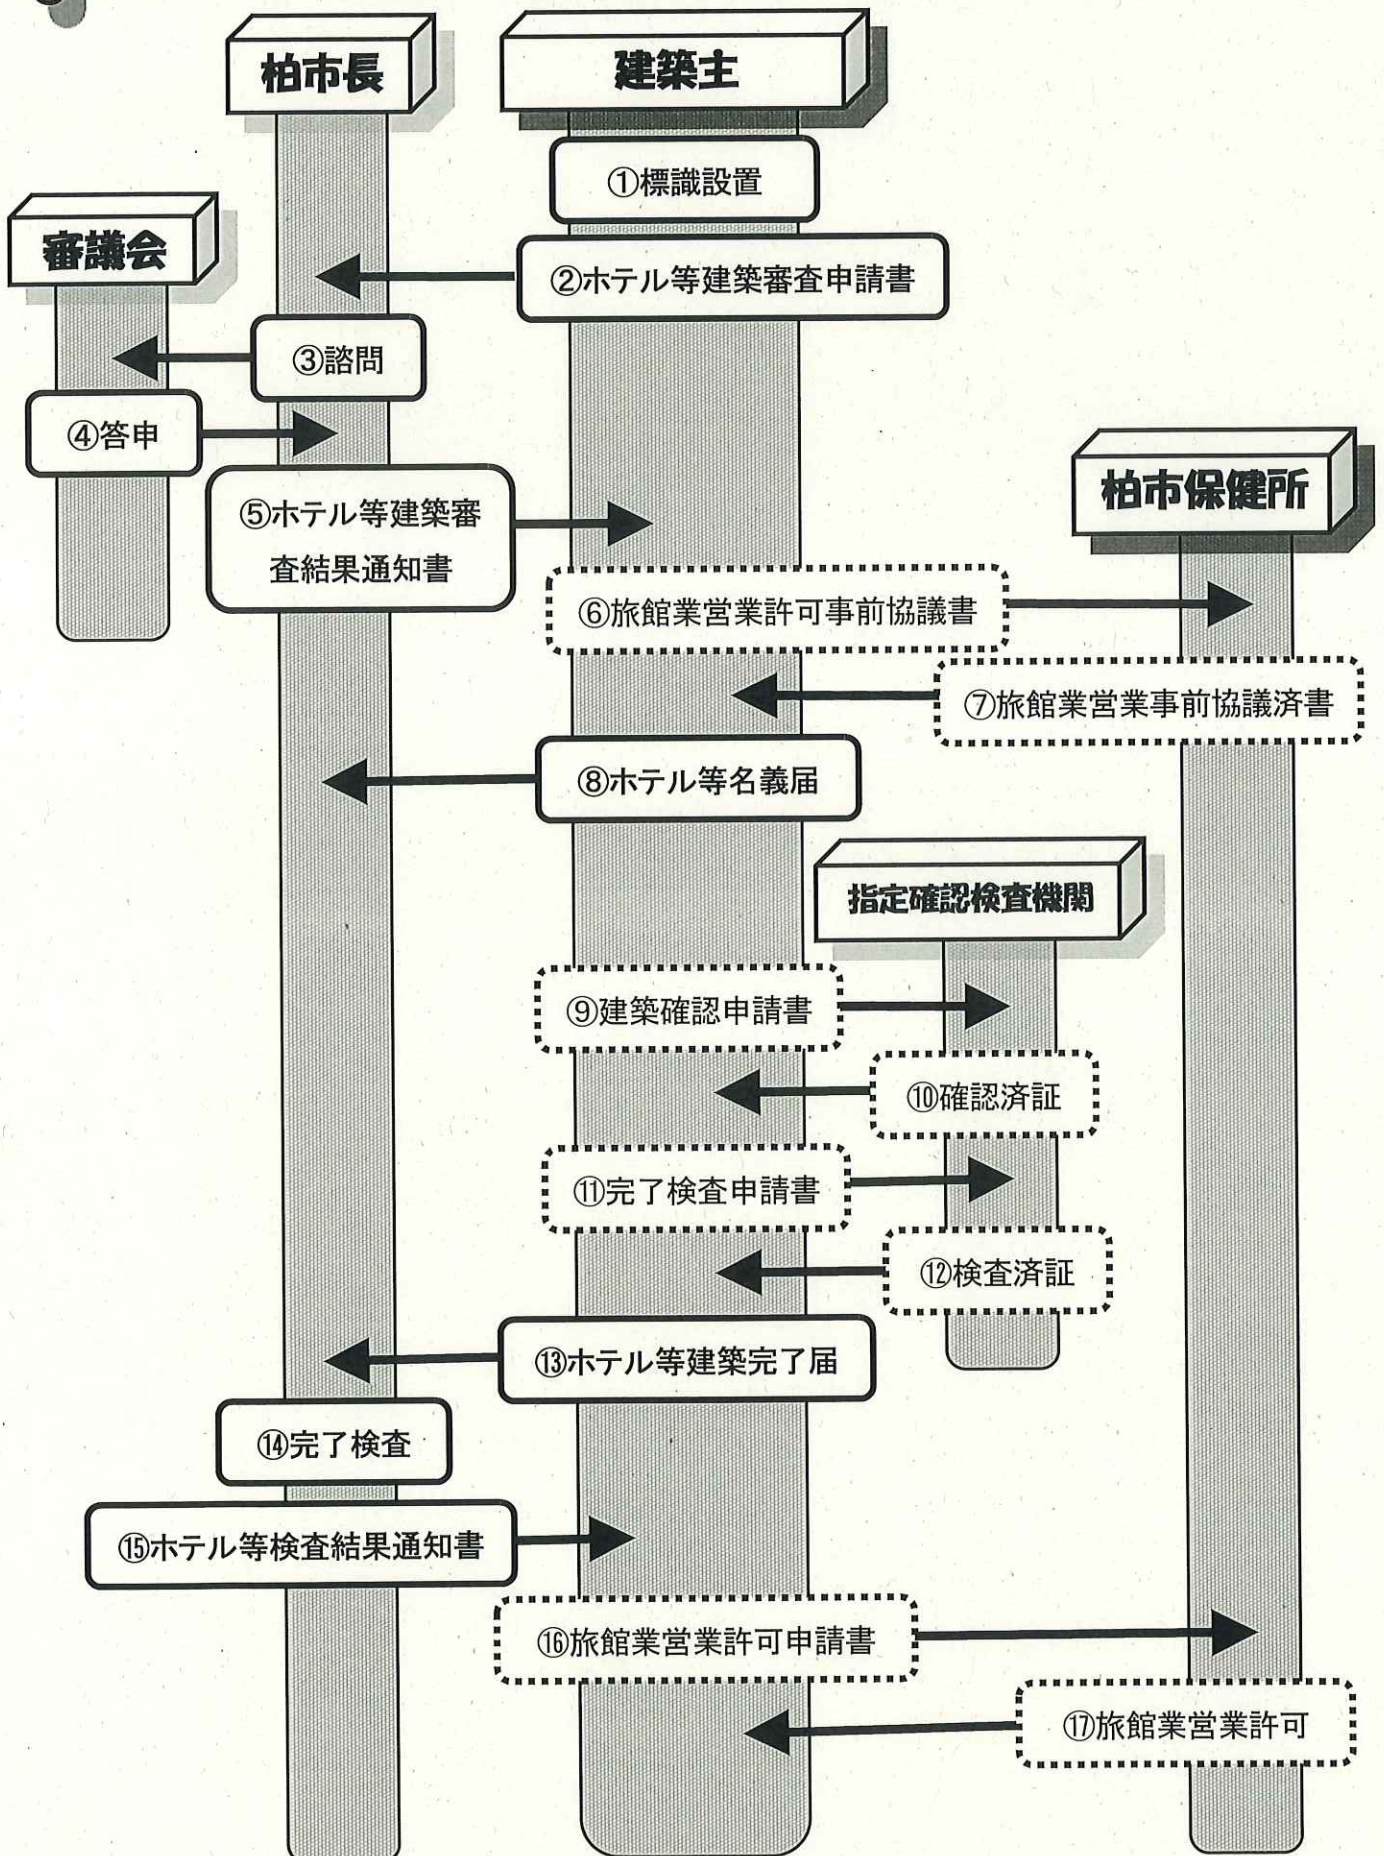 柏市長
建築主
①標識設置
審議会
②ホテル等建築審査申請書
③諮問
④答申
柏市保健所
⑤ホテル等建築審
査結果通知書
⑥旅館業営業許可事前協議書
⑦旅館業営業事前協議済書
⑧ホテル等名義届
指定確認検査機関
⑨建築確認申請書
⑩確認済証
⑪完了検査申請書
⑫検査済証
⑬ホテル等建築完了届
⑭完了検査
⑮ホテル等検査結果通知書
⑯旅館業営業許可申請書
⑰旅館業営業許可